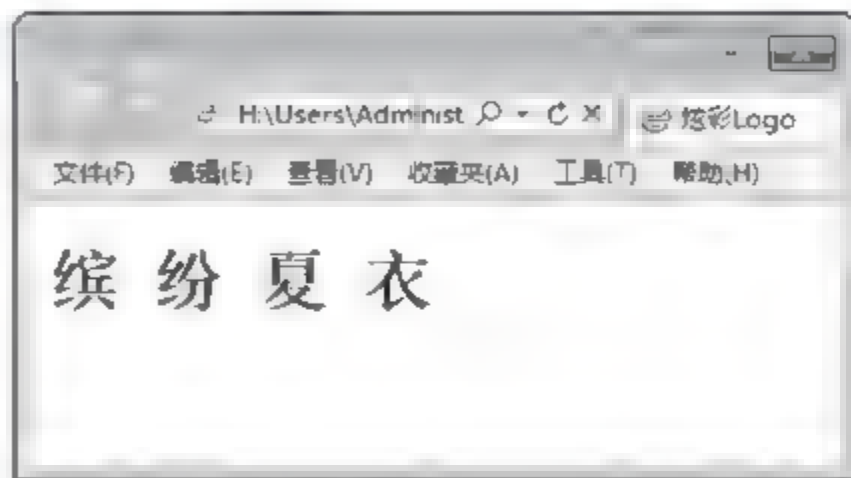 H:\Users\Administ 炫彩Logo
文件(F) 编辑(E) 查看(V) 收藏夹(A) 工具(T) 帮助(H)
缤 纷 夏 衣